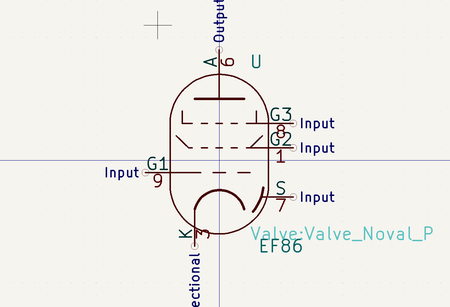 Output
A
6
U
G3
8
Input
G2
1
Input
Input
G1
9
S
7
Input
K
3
Valve:Valve_Noval_P
EF86
ectional